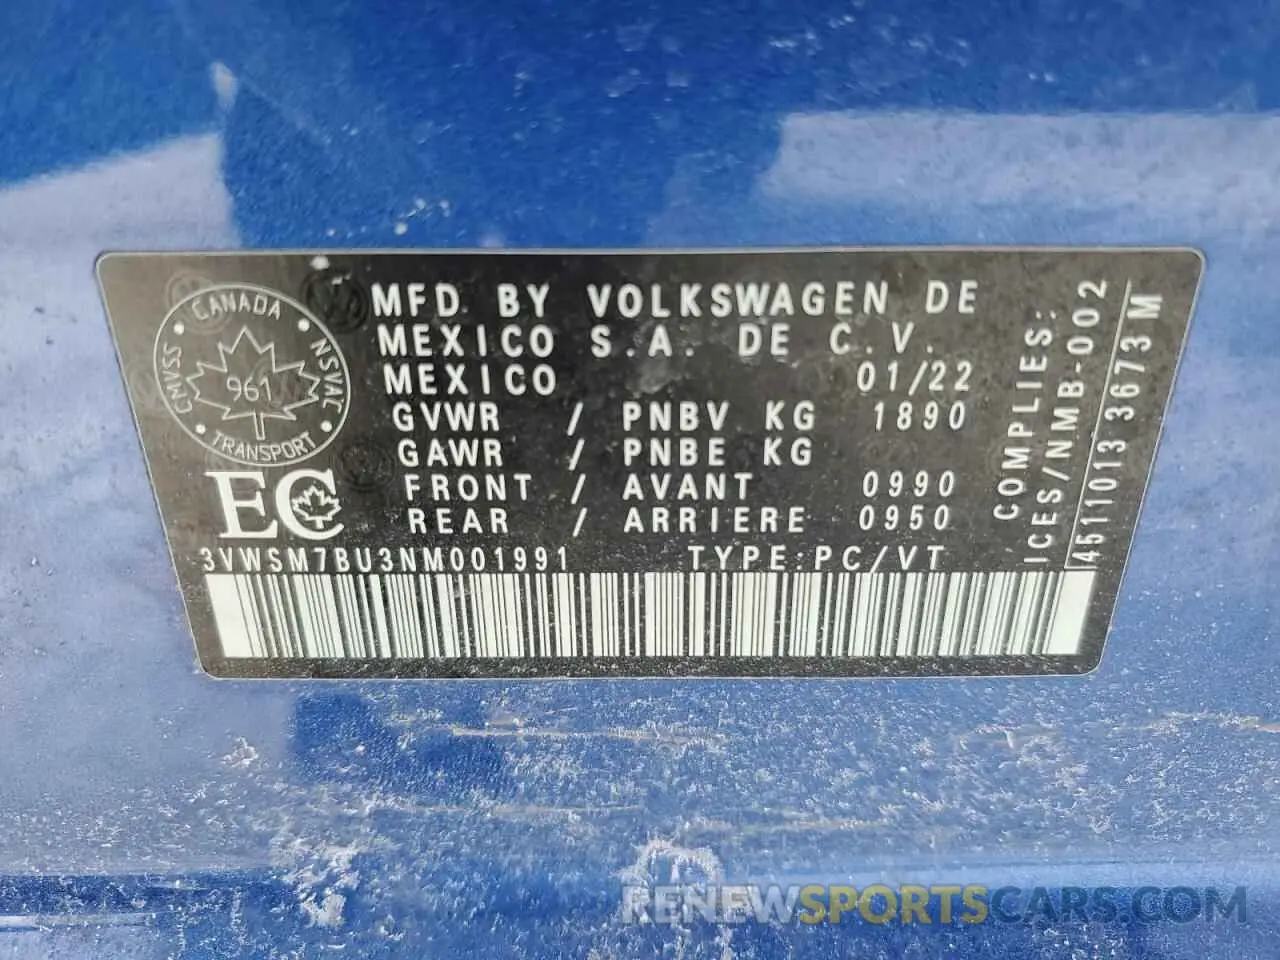 MFD. BY VOLKSWAGEN DE
MEXICO S.A. DE C.V.
MEXICO 01/22
GVWR / PNBV KG 1890
GAWR / PNBE KG
FRONT / AVANT 0990
REAR / ARRIERE 0950
3VWSM7BU3NM001991 TYPE:PC/VT
CANADA
CMVSS NSVAC
961
TRANSPORT
EC
COMPLIES:
ICES/NMB-002
451 1013 3673 M
RENEWSPORTSCARS.COM